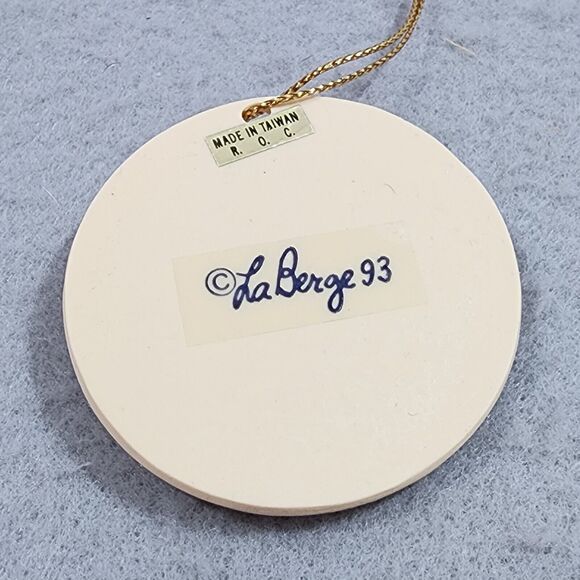 MADE IN TAIWAN
R. O. C.
©La Berge 93